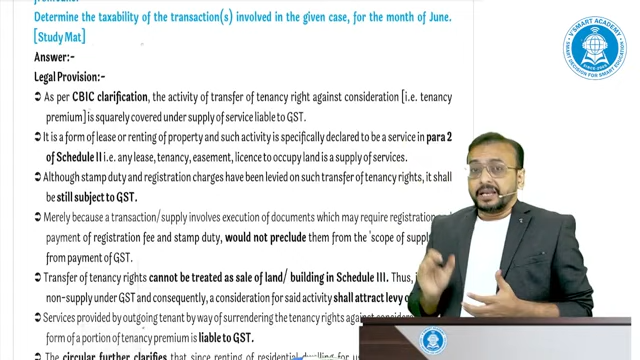 Determine the taxability of the transaction(s) involved in the given case, for the month of June.
[Study Mat]
Answer:-
Legal Provision:-
➲ As per CBIC clarification, the activity of transfer of tenancy right against consideration [i.e. tenancy
premium] is squarely covered under supply of service liable to GST.
➲ It is a form of lease or renting of property and such activity is specifically declared to be a service in para 2
of Schedule II i.e. any lease, tenancy, easement, licence to occupy land is a supply of services.
➲ Although stamp duty and registration charges have been levied on such transfer of tenancy rights, it shall
be still subject to GST.
➲ Merely because a transaction/supply involves execution of documents which may require registration
payment of registration fee and stamp duty, would not preclude them from the 'scope of
from payment of GST.
➲ Transfer of tenancy rights cannot be treated as sale of land/ building in Schedule III. Thus,
non-supply under GST and consequently, a consideration for said activity shall attract levy
➲ Services provided by outgoing tenant by way of surrendering the tenancy rights against
form of a portion of tenancy premium is liable to GST.
➲ The circular further clarifies that since renting of residential dwelling for
V'SMART ACADEMY
SMART DECISION FOR SMART EDUCATION